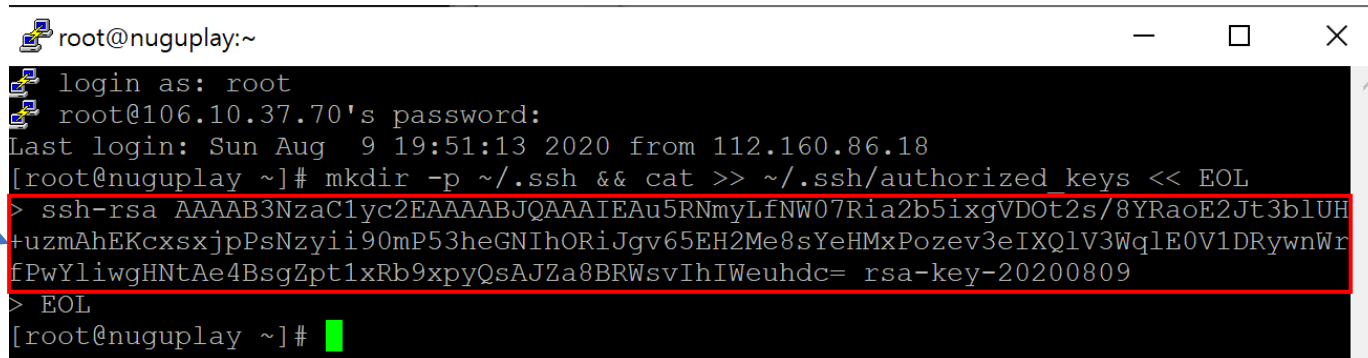 root@nuguplay:~
login as: root
root@106.10.37.70's password:
Last login: Sun Aug  9 19:51:13 2020 from 112.160.86.18
[root@nuguplay ~]# mkdir -p ~/.ssh && cat >> ~/.ssh/authorized_keys << EOL
> ssh-rsa AAAAB3NzaC1yc2EAAAABJQAAAIEAu5RNmyLfNW07Ria2b5ixgVDOt2s/8YRaoE2Jt3blUH
+uzmAhEKcxsxjpPsNzyii90mP53heGNIhORiJgv65EH2Me8sYeHMxPozev3eIXQlV3WqlE0V1DRywnWr
fPwYliwgHNtAe4BsgZpt1xRb9xpyQsAJZa8BRWsvIhIWeuhdc= rsa-key-20200809
> EOL
[root@nuguplay ~]#